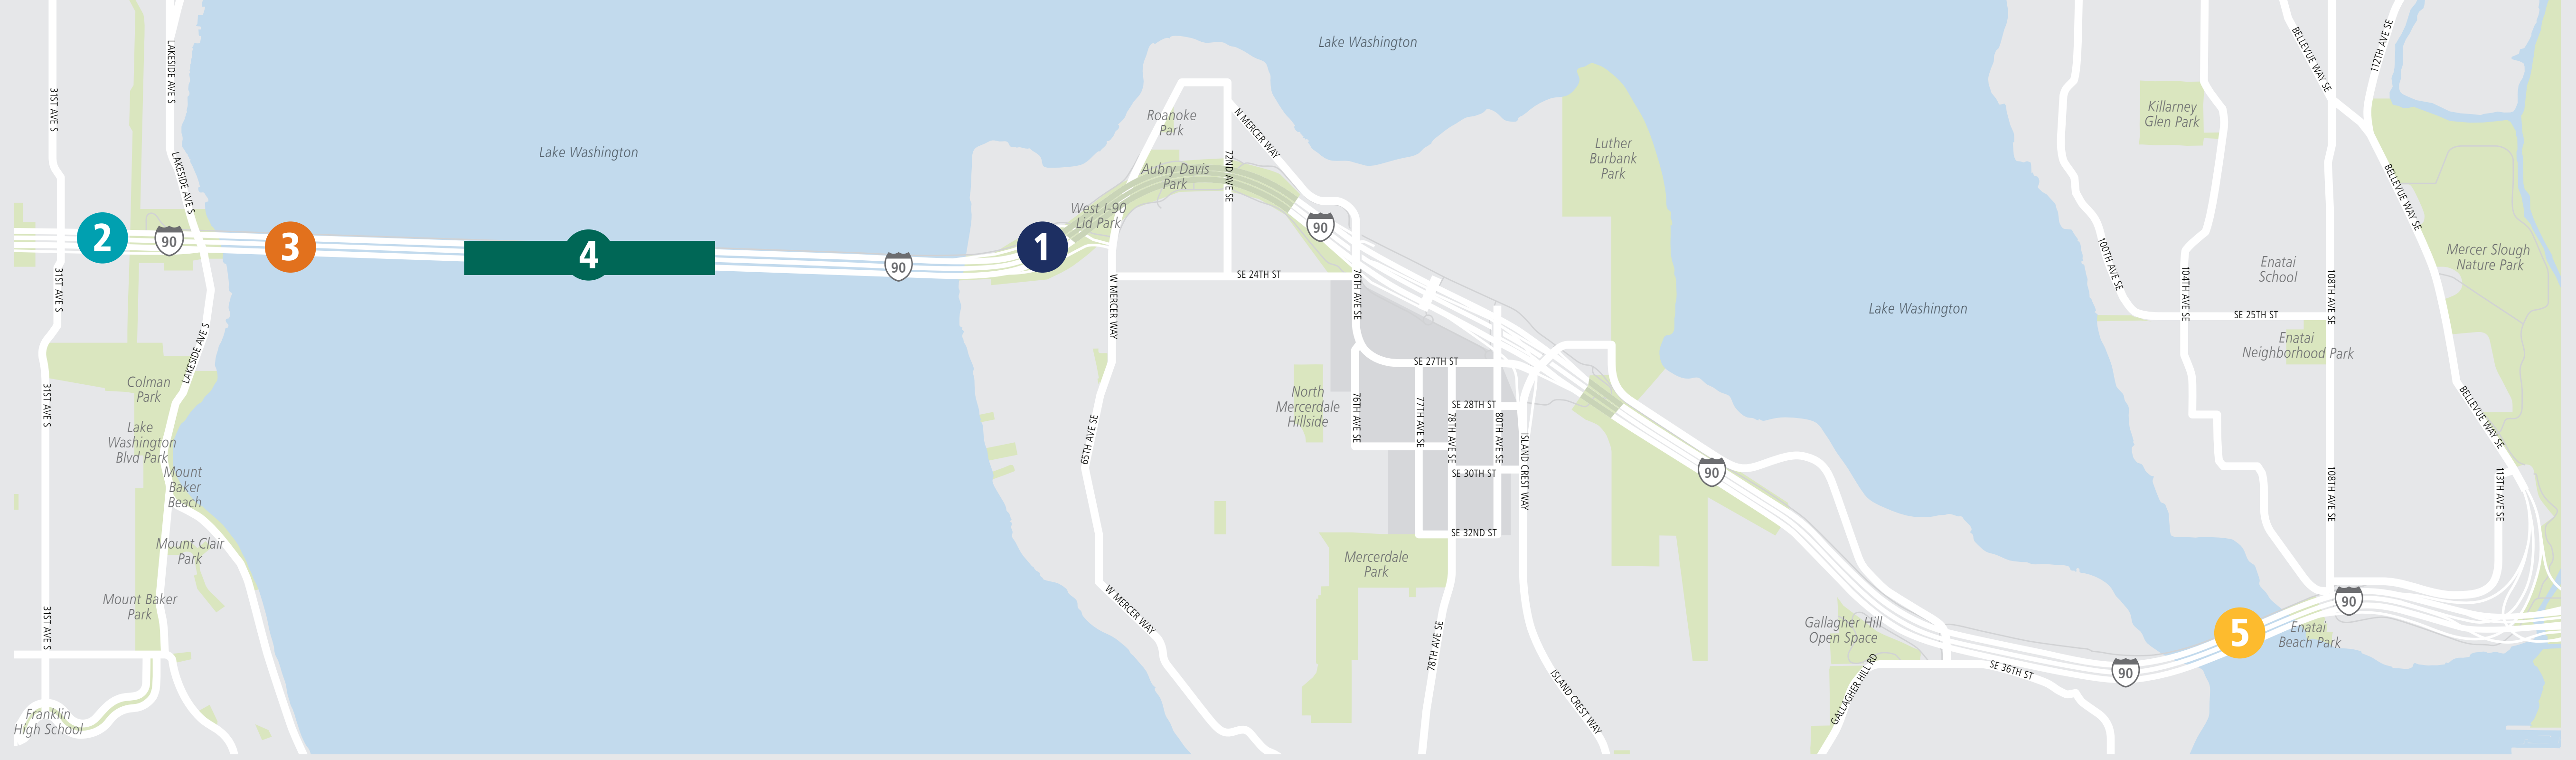 31ST AVE S
31ST AVE S
31ST AVE S
31ST AVE S
LAKESIDE AVE S
LAKESIDE AVE S
LAKESIDE AVE S
2
90
3
4
90
1
Lake Washington
Colman
Park
Lake
Washington
Blvd Park
Mount
Baker
Beach
Mount Clair
Park
Mount Baker
Park
Franklin
High School
Lake Washington
Roanoke
Park
Aubry Davis
Park
West I-90
Lid Park
N MERCER WAY
72ND AVE SE
90
SE 24TH ST
W MERCER WAY
76TH AVE SE
SE 27TH ST
North
Mercerdale
Hillside
76TH AVE SE
77TH AVE SE
78TH AVE SE
SE 28TH ST
80TH AVE SE
ISLAND CREST WAY
SE 30TH ST
SE 32ND ST
65TH AVE SE
W MERCER WAY
Mercerdale
Park
78TH AVE SE
ISLAND CREST WAY
Luther
Burbank
Park
90
Lake Washington
Gallagher Hill
Open Space
GALLAGHER HILL RD
SE 36TH ST
90
5
90
Enatai
Beach Park
Killarney
Glen Park
BELLEVUE WAY SE
112TH AVE SE
BELLEVUE WAY SE
Mercer Slough
Nature Park
100TH AVE SE
104TH AVE SE
Enatai
School
108TH AVE SE
SE 25TH ST
Enatai
Neighborhood Park
BELLEVUE WAY SE
108TH AVE SE
113TH AVE SE